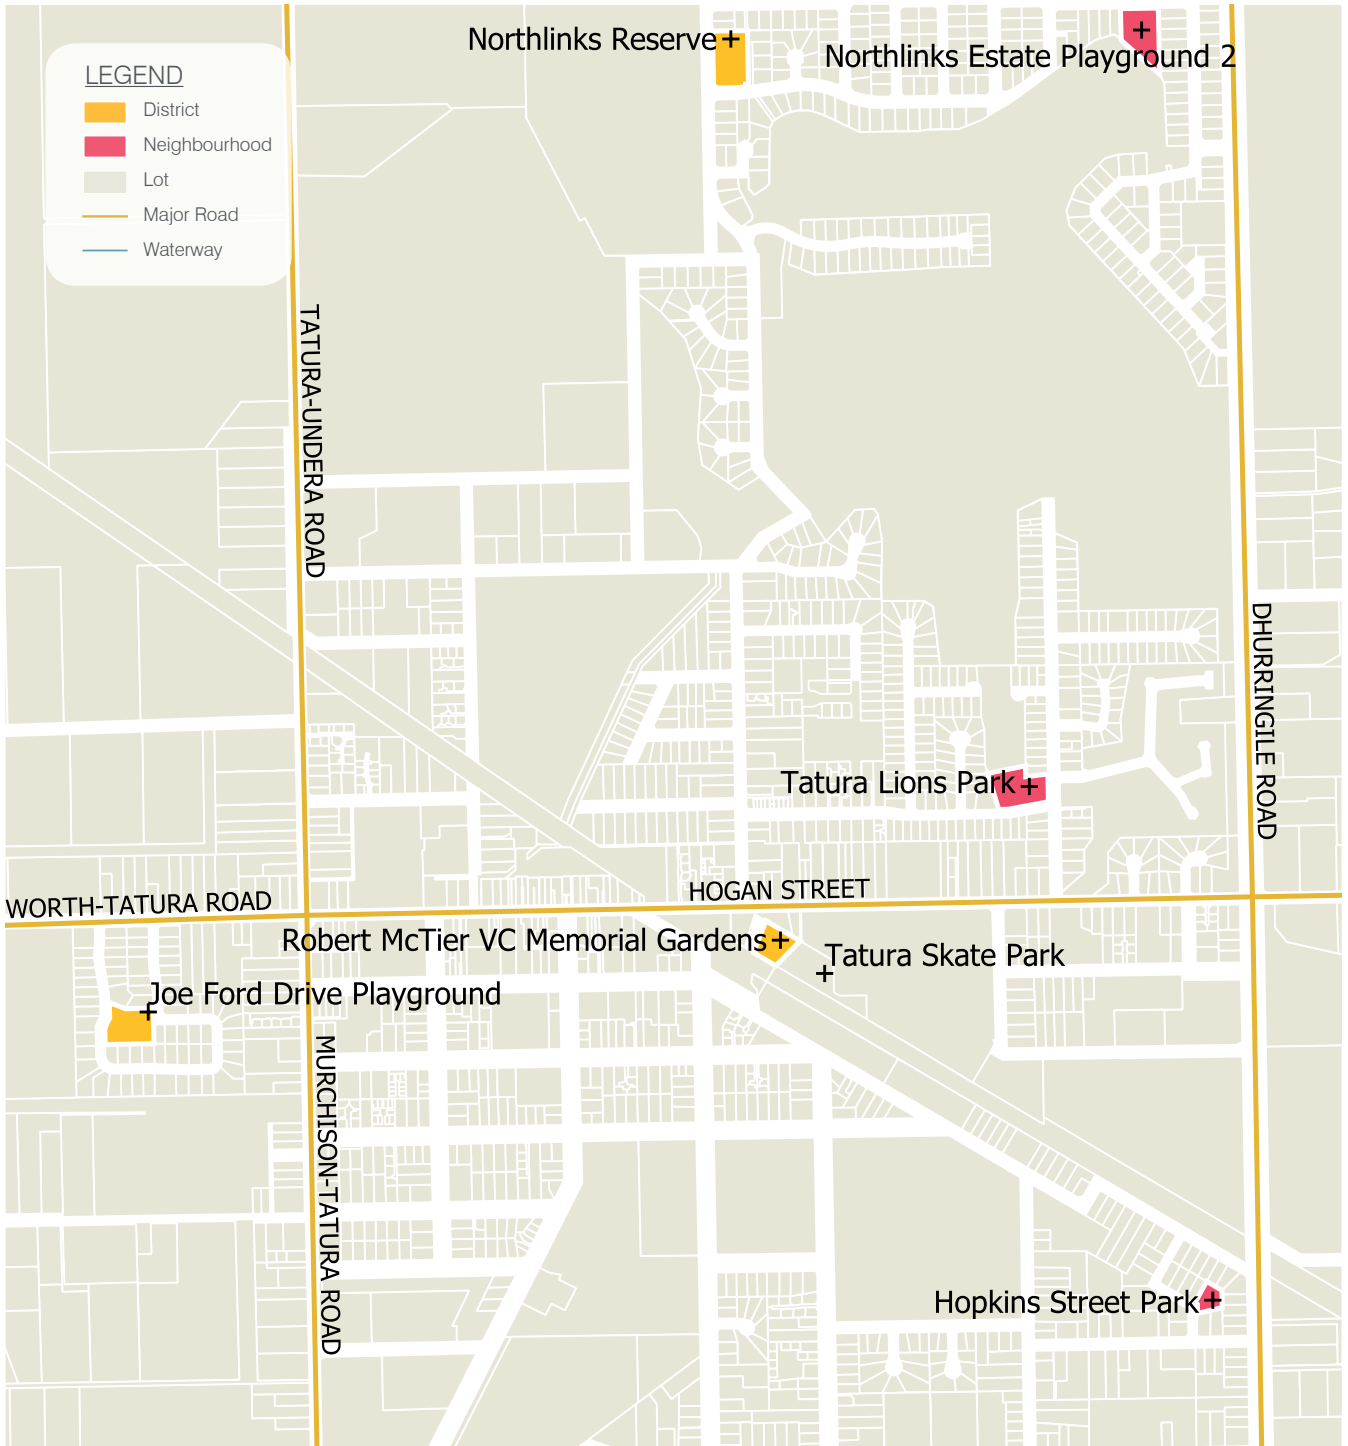 Northlinks Reserve
Northlinks Estate Playground 2
LEGEND
District
Neighbourhood
Lot
Major Road
Waterway
TATURA-UNDERA ROAD
DHURRINGILE ROAD
Tatura Lions Park
HOGAN STREET
WORTH-TATURA ROAD
Robert McTier VC Memorial Gardens
Tatura Skate Park
Joe Ford Drive Playground
MURCHISON-TATURA ROAD
Hopkins Street Park